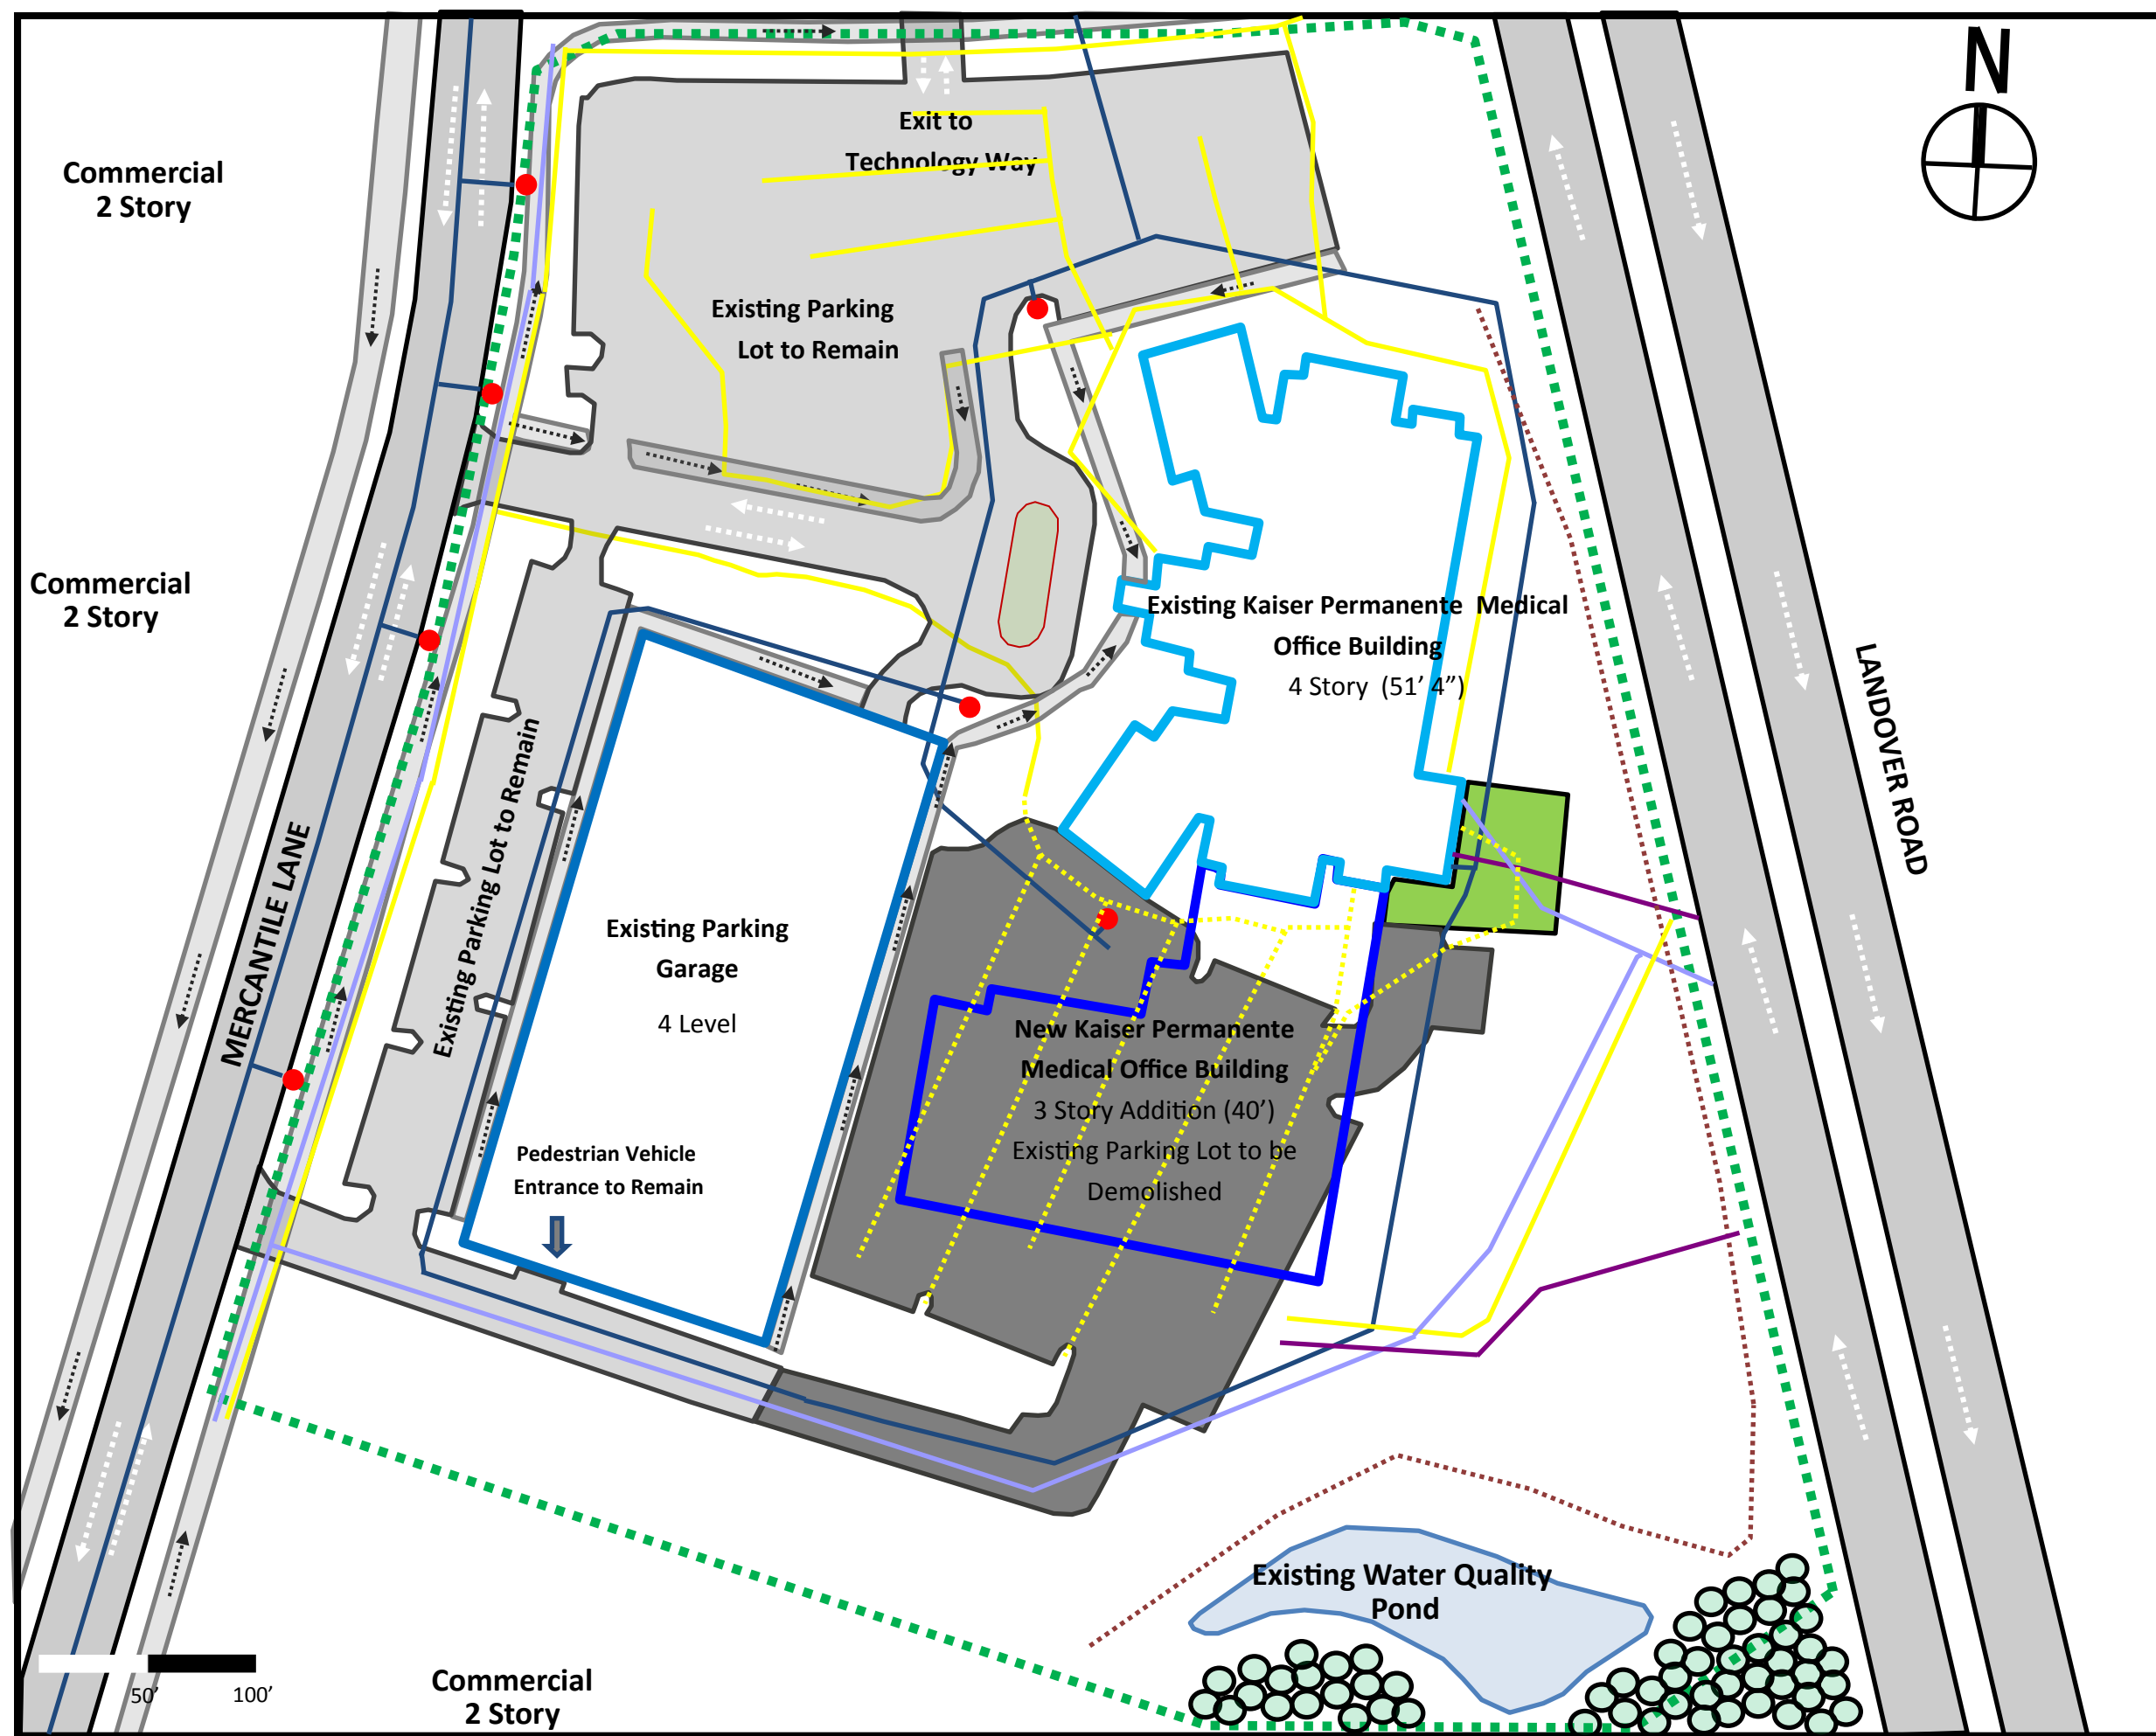 N
Commercial
2 Story
Exit to
Technology Way
Existing Parking
Lot to Remain
Commercial
2 Story
Existing Kaiser Permanente Medical
Office Building
4 Story (51’ 4”)
LANDOVER ROAD
Existing Parking Lot to Remain
MERCANTILE LANE
Existing Parking
Garage
4 Level
New Kaiser Permanente
Medical Office Building
3 Story Addition (40’)
Existing Parking Lot to be
Demolished
Pedestrian Vehicle
Entrance to Remain
Existing Water Quality
Pond
50’ 100’
Commercial
2 Story